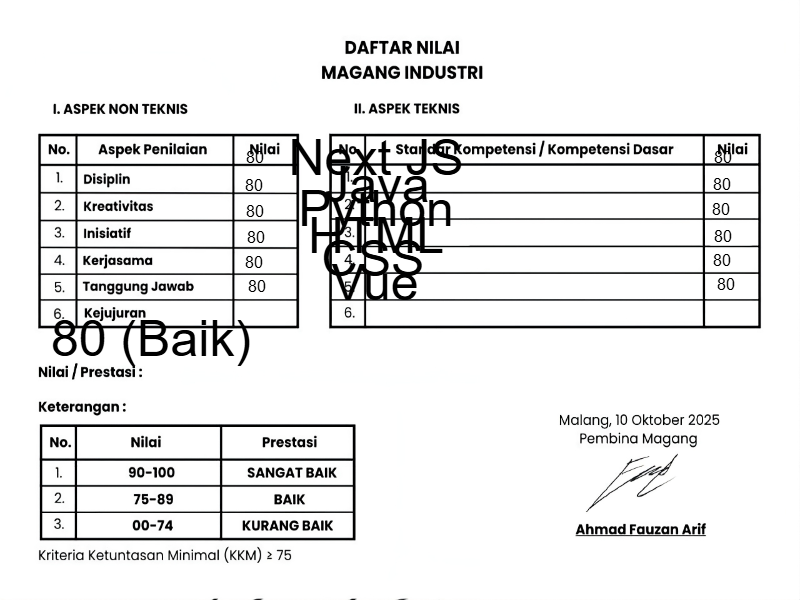 DAFTAR NILAI
MAGANG INDUSTRI
I. ASPEK NON TEKNIS
No. Aspek Penilaian Nilai
80
1. Disiplin 80
2. Kreativitas 80
3. Inisiatif 80
4. Kerjasama 80
5. Tanggung Jawab 80
6. Kejujuran
80 (Baik)
II. ASPEK TEKNIS
No. Standar Kompetensi / Kompetensi Dasar Nilai
Next JS 80
1. Java 80
2. Python 80
3. HTML 80
4. CSS 80
5. Vue 80
6.
Nilai / Prestasi :
Keterangan :
No. Nilai Prestasi
1. 90-100 SANGAT BAIK
2. 75-89 BAIK
3. 00-74 KURANG BAIK
Kriteria Ketuntasan Minimal (KKM) ≥ 75
Malang, 10 Oktober 2025
Pembina Magang
Ahmad Fauzan Arif